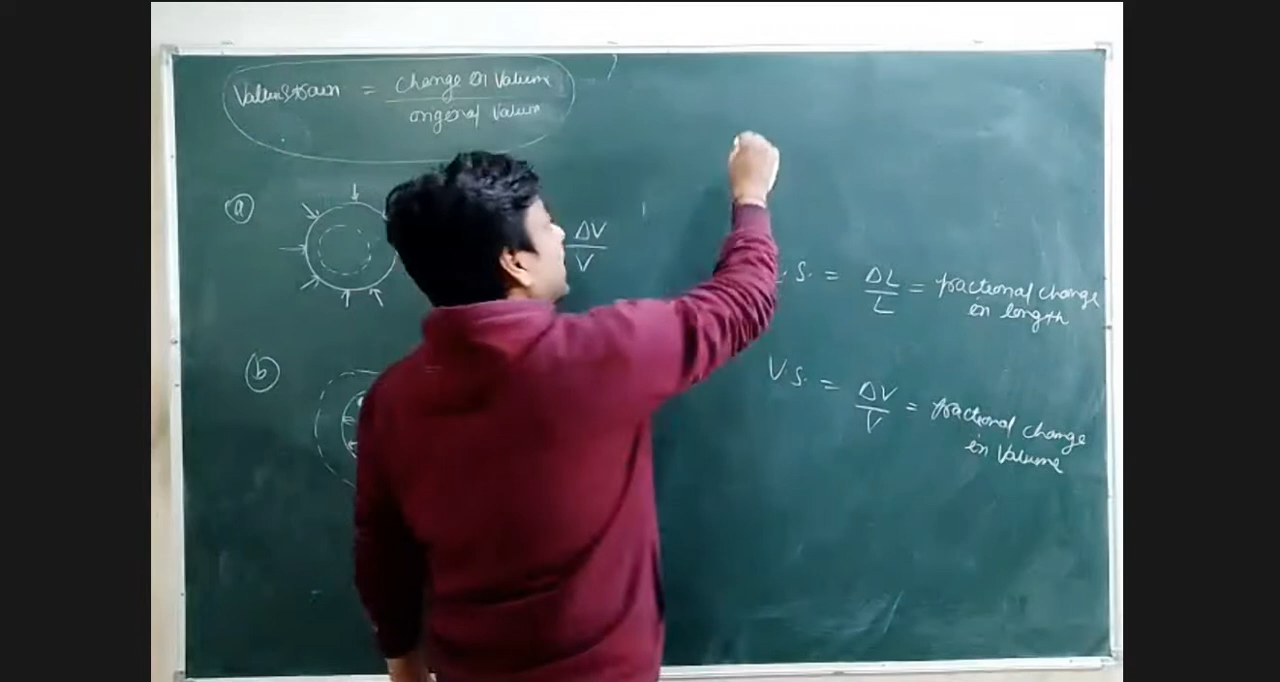 Volume Strain = change in Volume
original Volume
(a)
ΔV
V
. S. = ΔL
L
= fractional change
in length
(b)
V.S. = ΔV
V
= fractional change
in Volume